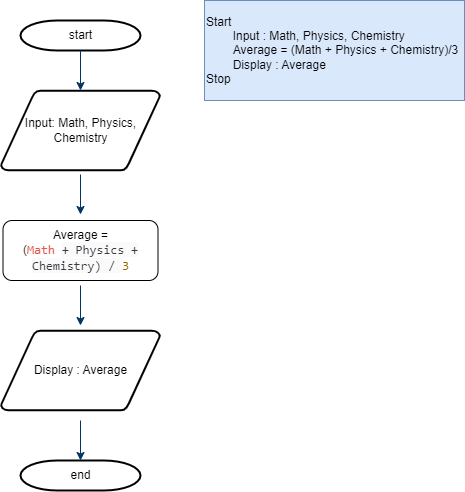 start
Input: Math, Physics,
Chemistry
Average =
(Math + Physics +
Chemistry) / 3
Display : Average
end
Start
Input : Math, Physics, Chemistry
Average = (Math + Physics + Chemistry)/3
Display : Average
Stop